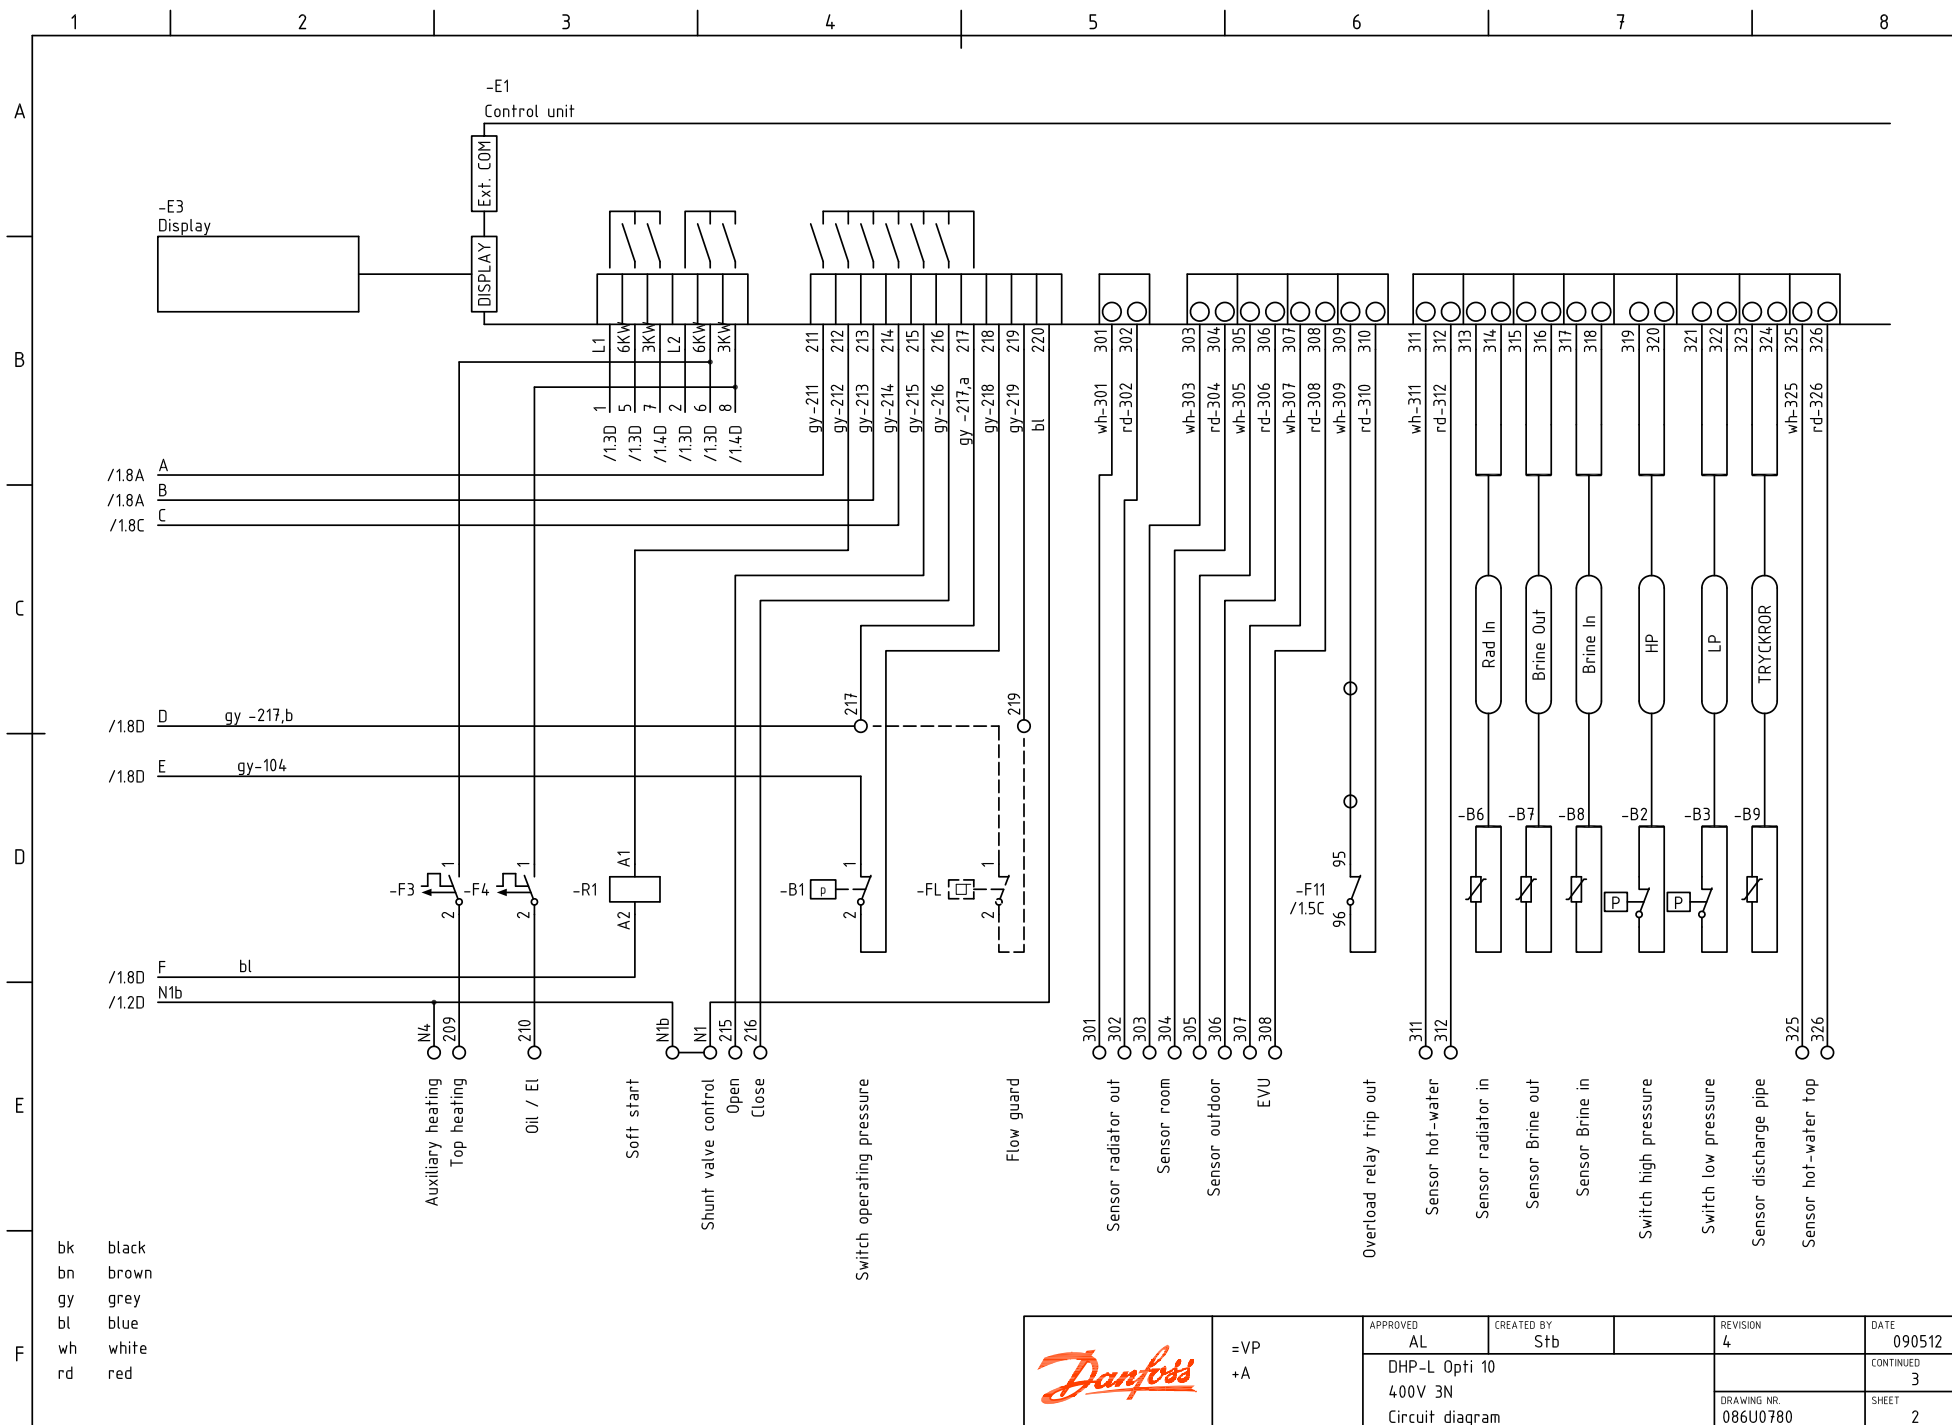 1 2 3 4 5 6 7 8
A
B
C
D
E
F
-E1
Control unit
Ext. COM
DISPLAY
-E3
Display
L1 6KW 3KW L2 6KW 3KW
1 5 7 2 6 8
/1.3D /1.3D /1.4D /1.3D /1.3D /1.4D
211 212 213 214 215 216 217 218 219 220
gy-211 gy-212 gy-213 gy-214 gy-215 gy-216 gy -217,a gy-218 gy-219 bl
301 302 303 304 305 306 307 308 309 310 311 312 313 314 315 316 317 318 319 320 321 322 323 324 325 326
wh-301 rd-302 wh-303 rd-304 wh-305 rd-306 wh-307 rd-308 wh-309 rd-310 wh-311 rd-312 wh-325 rd-326
/1.8A A
/1.8A B
/1.8C C
Rad In
Brine Out
Brine In
HP
LP
TRYCKROR
217 219
/1.8D D gy -217,b
/1.8D E gy-104
-F3 1 2
-F4 1 2
-R1 A1 A2
-B1 p 1 2
-FL 1 2
-F11
/1.5C
95 96
-B6 -B7 -B8 -B2 -B3 -B9
P P
/1.8D F bl
/1.2D N1b
N4 209 210 N1b N1 215 216 301 302 303 304 305 306 307 308 311 312 325 326
Auxiliary heating
Top heating
Oil / El
Soft start
Shunt valve control
Open
Close
Switch operating pressure
Flow guard
Sensor radiator out
Sensor room
Sensor outdoor
EVU
Overload relay trip out
Sensor hot-water
Sensor radiator in
Sensor Brine out
Sensor Brine in
Switch high pressure
Switch low pressure
Sensor discharge pipe
Sensor hot-water top
bk black
bn brown
gy grey
bl blue
wh white
rd red
Danfoss
=VP
+A
APPROVED
AL
CREATED BY
Stb
REVISION
4
DATE
090512
DHP-L Opti 10
400V 3N
Circuit diagram
CONTINUED
3
DRAWING NR.
086U0780
SHEET
2